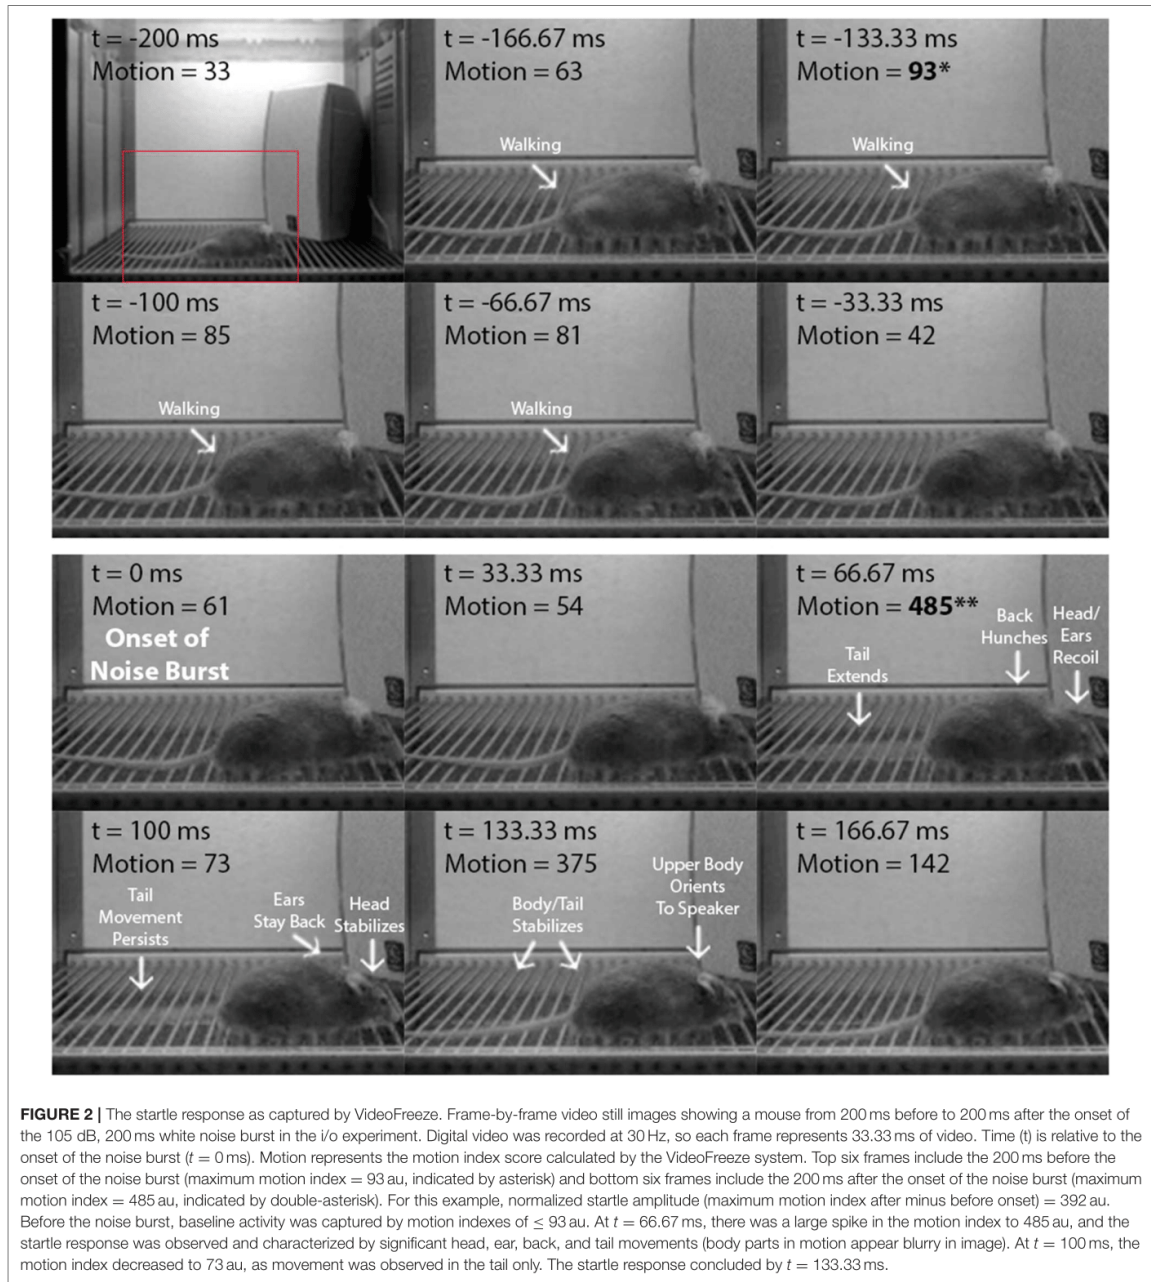 t = -200 ms
Motion = 33
t = -166.67 ms
Motion = 63
Walking
t = -133.33 ms
Motion = 93*
Walking
t = -100 ms
Motion = 85
Walking
t = -66.67 ms
Motion = 81
Walking
t = -33.33 ms
Motion = 42
t = 0 ms
Motion = 61
Onset of
Noise Burst
t = 33.33 ms
Motion = 54
t = 66.67 ms
Motion = 485**
Tail
Extends
Back
Hunches
Head/
Ears
Recoil
t = 100 ms
Motion = 73
Tail
Movement
Persists
Ears
Stay Back
Head
Stabilizes
t = 133.33 ms
Motion = 375
Body/Tail
Stabilizes
Upper Body
Orients
To Speaker
t = 166.67 ms
Motion = 142
FIGURE 2 | The startle response as captured by VideoFreeze. Frame-by-frame video still images showing a mouse from 200 ms before to 200 ms after the onset of
the 105 dB, 200 ms white noise burst in the i/o experiment. Digital video was recorded at 30 Hz, so each frame represents 33.33 ms of video. Time (t) is relative to the
onset of the noise burst (t = 0 ms). Motion represents the motion index score calculated by the VideoFreeze system. Top six frames include the 200 ms before the
onset of the noise burst (maximum motion index = 93 au, indicated by asterisk) and bottom six frames include the 200 ms after the onset of the noise burst (maximum
motion index = 485 au, indicated by double-asterisk). For this example, normalized startle amplitude (maximum motion index after minus before onset) = 392 au.
Before the noise burst, baseline activity was captured by motion indexes of ≤ 93 au. At t = 66.67 ms, there was a large spike in the motion index to 485 au, and the
startle response was observed and characterized by significant head, ear, back, and tail movements (body parts in motion appear blurry in image). At t = 100 ms, the
motion index decreased to 73 au, as movement was observed in the tail only. The startle response concluded by t = 133.33 ms.